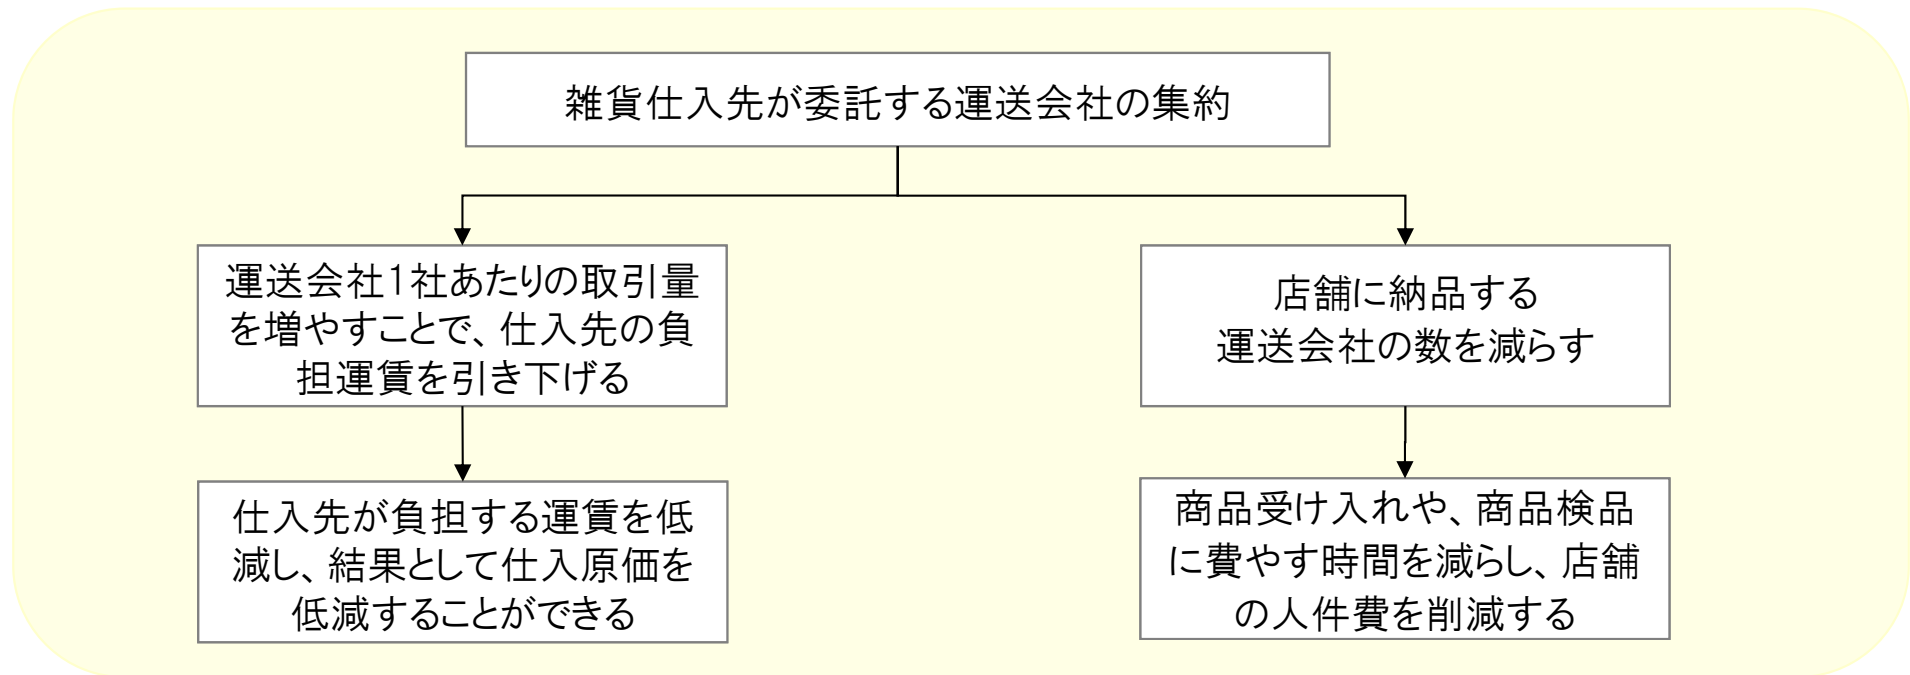 雑貨仕入先が委託する運送会社の集約
運送会社1社あたりの取引量
を増やすことで、仕入先の負
担運賃を引き下げる
店舗に納品する
運送会社の数を減らす
仕入先が負担する運賃を低
減し、結果として仕入原価を
低減することができる
商品受け入れや、商品検品
に費やす時間を減らし、店舗
の人件費を削減する